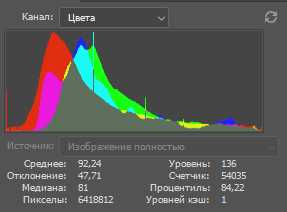 Канал: Цвета
Источник: Изображение полностью
Среднее: 92,24 Уровень: 136
Отклонение: 47,71 Счетчик: 54035
Медиана: 81 Процентиль: 84,22
Пикселы: 6418812 Уровней кэш: 1